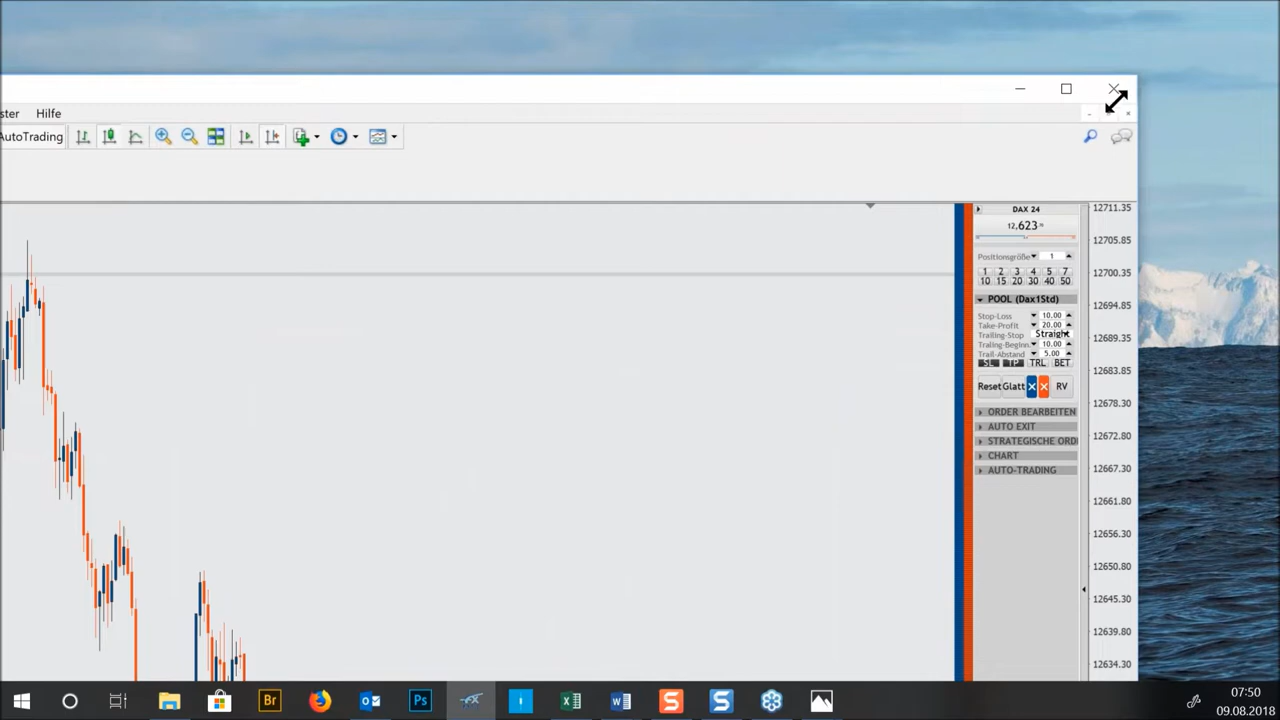 ster Hilfe
AutoTrading
DAX 24
12,623
Positionsgröße 1
1 2 3 4 5 7
10 15 20 30 40 50
POOL (Dax1Std)
Stop-Loss 10.00
Take-Profit 20.00
Trailling-Stop Straight
Traling-Beginn 10.00
Trail-Abstand 5.00
SL TP TRL BET
Reset Glatt RV
ORDER BEARBEITEN
AUTO EXIT
STRATEGISCHE ORD
CHART
AUTO-TRADING
12711.35
12705.85
12700.35
12694.85
12689.35
12683.85
12678.30
12672.80
12667.30
12661.80
12656.30
12650.80
12645.30
12639.80
12634.30
Br
Ps
07:50
09.08.2018